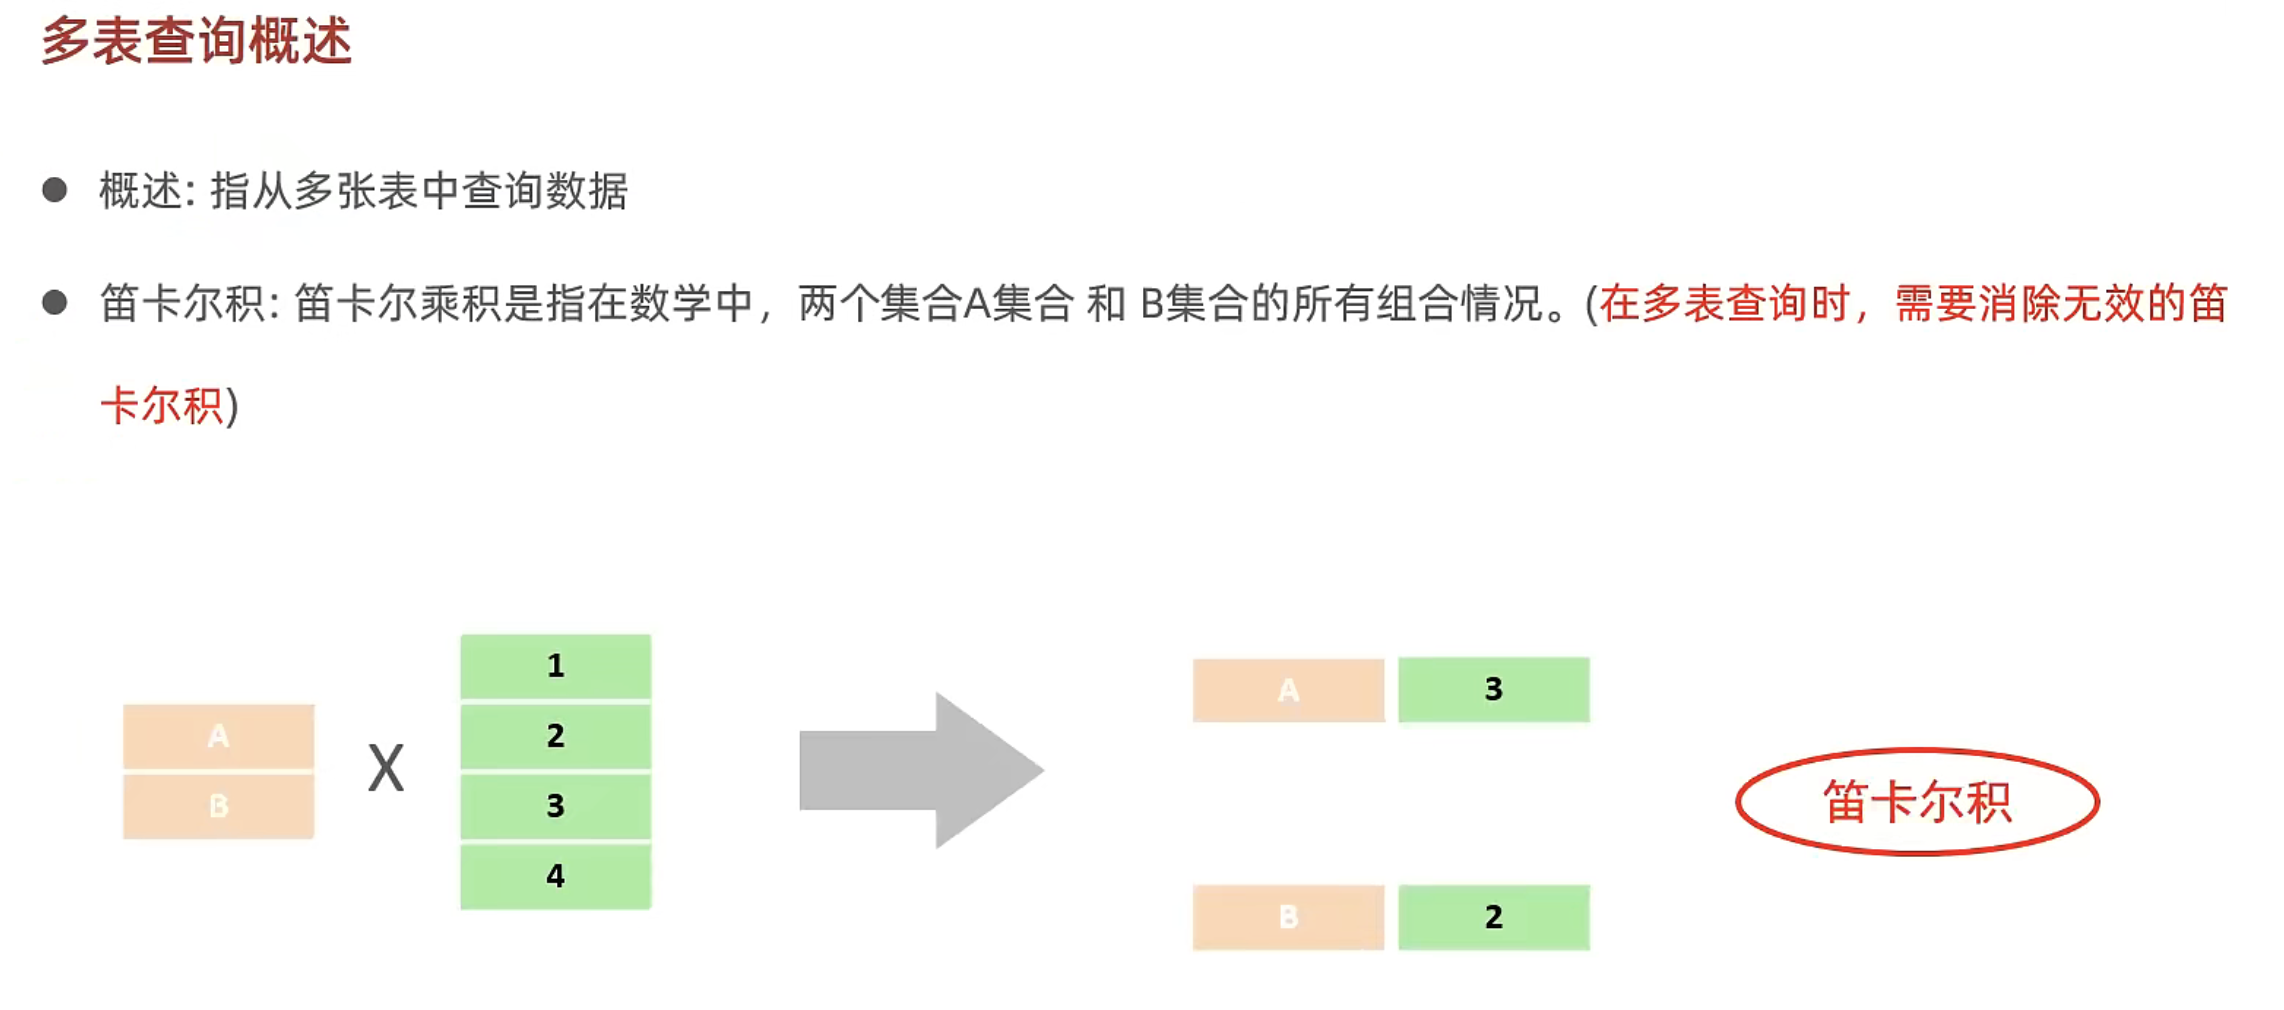 多表查询概述
概述: 指从多张表中查询数据
笛卡尔积: 笛卡尔乘积是指在数学中，两个集合A集合 和 B集合的所有组合情况。(在多表查询时，需要消除无效的笛
卡尔积)
A
B
X
1
2
3
4
A 3
B 2
笛卡尔积